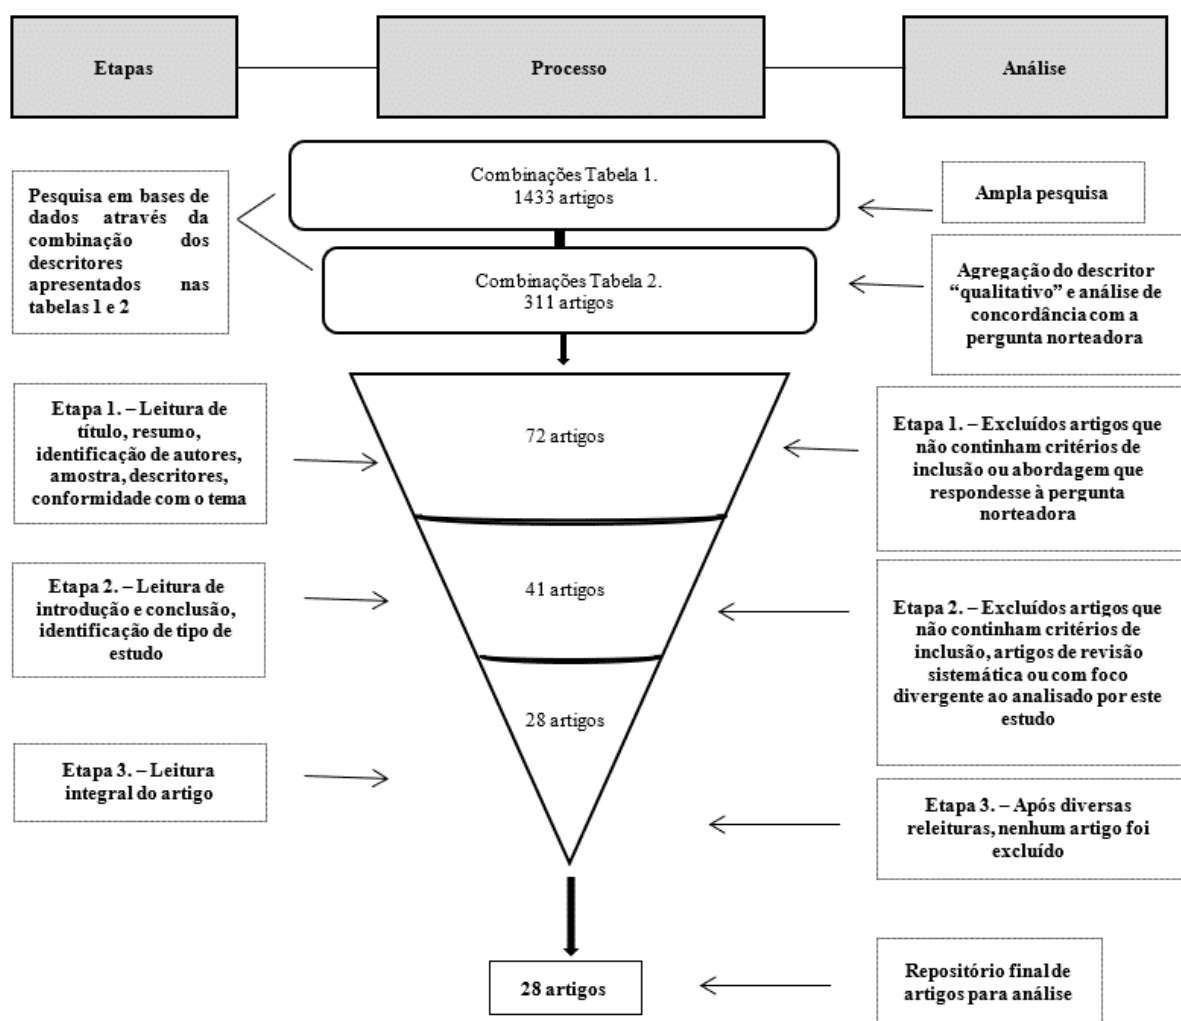 Etapas
Processo
Análise
Combinações Tabela 1.
1433 artigos
Pesquisa em bases de
dados através da
combinação dos
descritores
apresentados nas
tabelas 1 e 2
Ampla pesquisa
Combinações Tabela 2.
311 artigos
Agregação do descritor
“qualitativo” e análise de
concordância com a
pergunta norteadora
Etapa 1. – Leitura de
título, resumo,
identificação de autores,
amostra, descritores,
conformidade com o tema
72 artigos
Etapa 1. – Excluídos artigos que
não continham critérios de
inclusão ou abordagem que
respondesse à pergunta
norteadora
Etapa 2. – Leitura de
introdução e conclusão,
identificação de tipo de
estudo
41 artigos
Etapa 2. – Excluídos artigos que
não continham critérios de
inclusão, artigos de revisão
sistemática ou com foco
divergente ao analisado por este
estudo
28 artigos
Etapa 3. – Leitura
integral do artigo
Etapa 3. – Após diversas
releituras, nenhum artigo foi
excluído
28 artigos
Repositório final de
artigos para análise